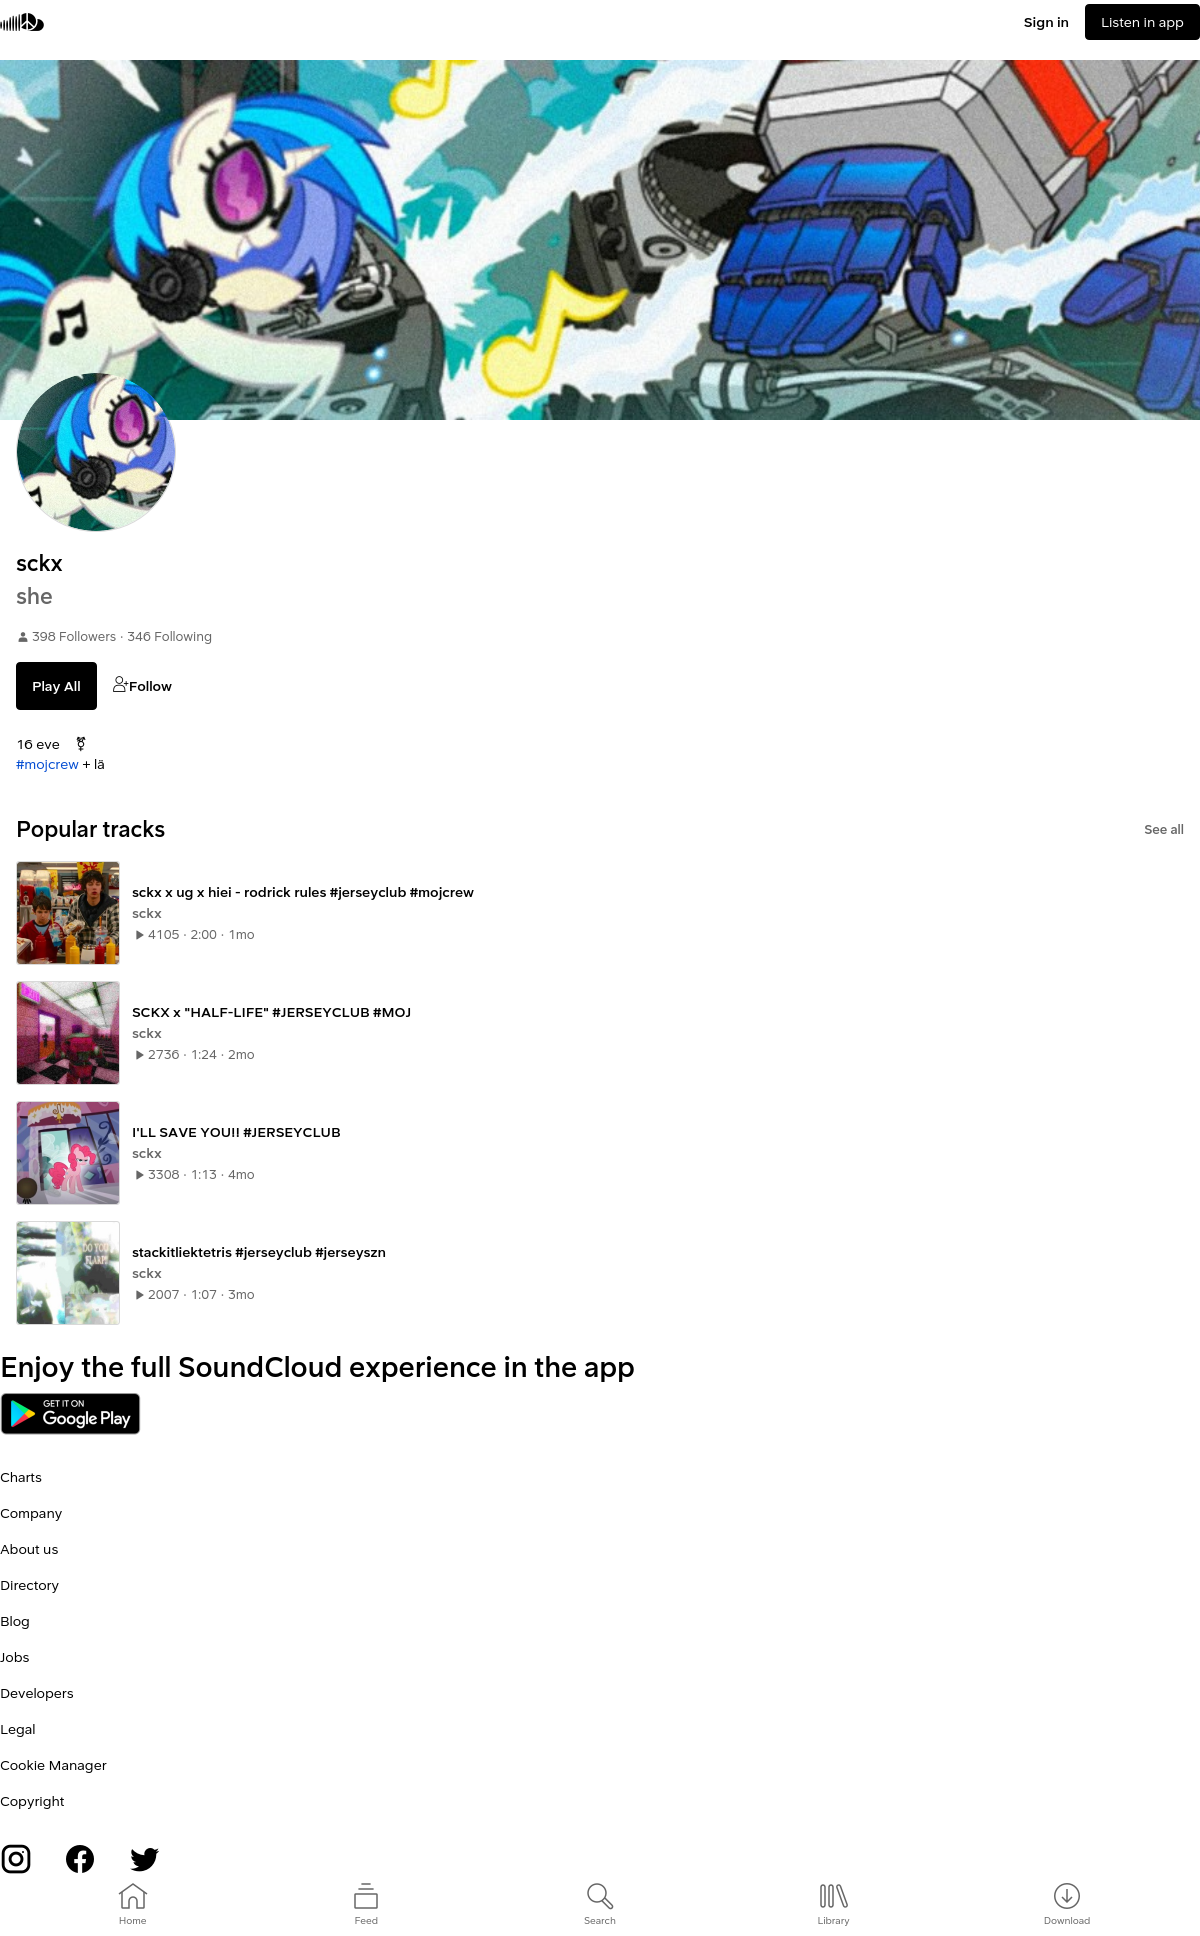 Sign in
Listen in app
sckx
she
398 Followers · 346 Following
Play All
Follow
16 eve ⚧
#mojcrew + lã
Popular tracks
See all
sckx x ug x hiei - rodrick rules #jerseyclub #mojcrew
sckx
4105 · 2:00 · 1mo
SCKX x "HALF-LIFE" #JERSEYCLUB #MOJ
sckx
2736 · 1:24 · 2mo
I'LL SAVE YOU!! #JERSEYCLUB
sckx
3308 · 1:13 · 4mo
DO YOU
FLARP?
stackitliektetris #jerseyclub #jerseyszn
sckx
2007 · 1:07 · 3mo
Enjoy the full SoundCloud experience in the app
GET IT ON
Google Play
Charts
Company
About us
Directory
Blog
Jobs
Developers
Legal
Cookie Manager
Copyright
Home
Feed
Search
Library
Download